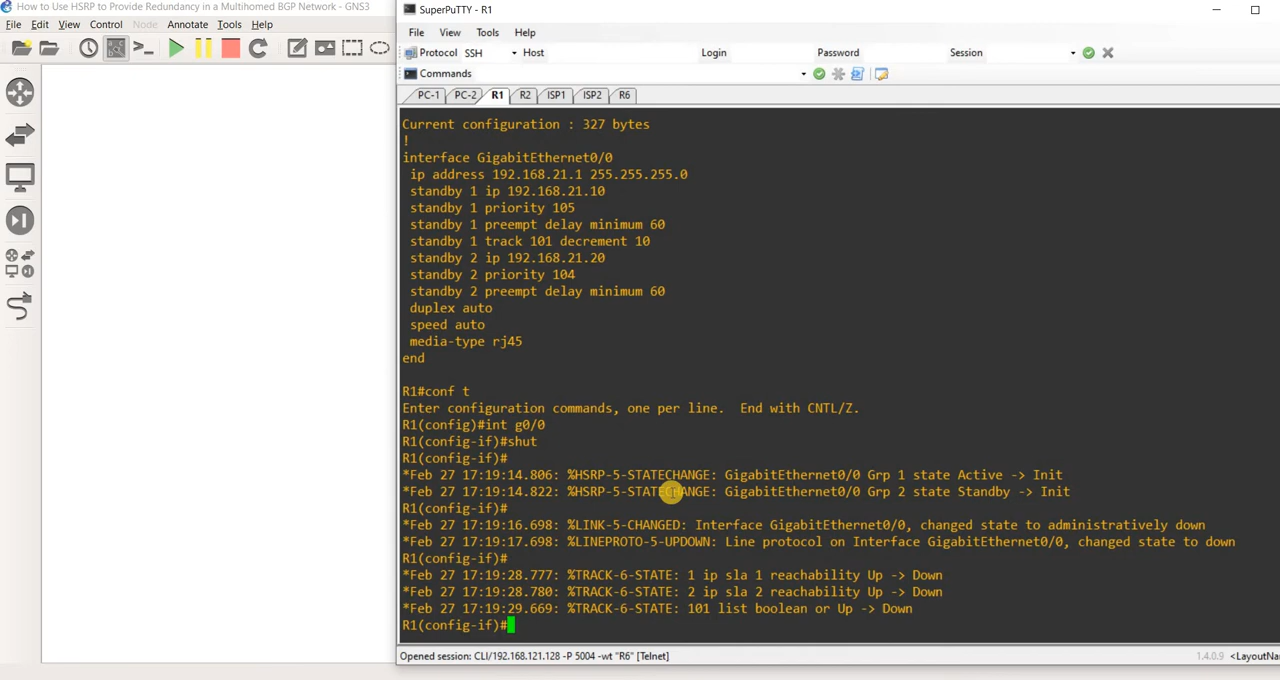 How to Use HSRP to Provide Redundancy in a Multihomed BGP Network - GNS3
File Edit View Control Node Annotate Tools Help
SuperPuTTY - R1
File View Tools Help
Protocol SSH Host Login Password Session
Commands
PC-1 PC-2 R1 R2 ISP1 ISP2 R6
Current configuration : 327 bytes
!
interface GigabitEthernet0/0
ip address 192.168.21.1 255.255.255.0
standby 1 ip 192.168.21.10
standby 1 priority 105
standby 1 preempt delay minimum 60
standby 1 track 101 decrement 10
standby 2 ip 192.168.21.20
standby 2 priority 104
standby 2 preempt delay minimum 60
duplex auto
speed auto
media-type rj45
end
R1#conf t
Enter configuration commands, one per line. End with CNTL/Z.
R1(config)#int g0/0
R1(config-if)#shut
R1(config-if)#
*Feb 27 17:19:14.806: %HSRP-5-STATECHANGE: GigabitEthernet0/0 Grp 1 state Active -> Init
*Feb 27 17:19:14.822: %HSRP-5-STATECHANGE: GigabitEthernet0/0 Grp 2 state Standby -> Init
R1(config-if)#
*Feb 27 17:19:16.698: %LINK-5-CHANGED: Interface GigabitEthernet0/0, changed state to administratively down
*Feb 27 17:19:17.698: %LINEPROTO-5-UPDOWN: Line protocol on Interface GigabitEthernet0/0, changed state to down
R1(config-if)#
*Feb 27 17:19:28.777: %TRACK-6-STATE: 1 ip sla 1 reachability Up -> Down
*Feb 27 17:19:28.780: %TRACK-6-STATE: 2 ip sla 2 reachability Up -> Down
*Feb 27 17:19:29.669: %TRACK-6-STATE: 101 list boolean or Up -> Down
R1(config-if)#
Opened session: CLI/192.168.121.128 -P 5004 -wt "R6" [Telnet] 1.4.0.9 <LayoutNa